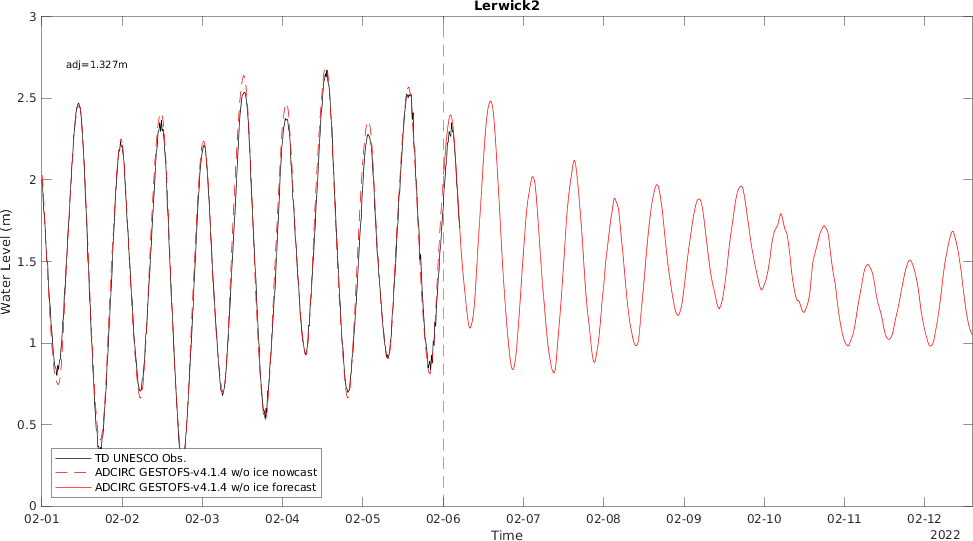 Lerwick2
3
adj=1.327m
2.5
2
1.5
1
0.5
0
Water Level (m)
TD UNESCO Obs.
ADCIRC GESTOFS-v4.1.4 w/o ice nowcast
ADCIRC GESTOFS-v4.1.4 w/o ice forecast
02-01 02-02 02-03 02-04 02-05 02-06 02-07 02-08 02-09 02-10 02-11 02-12
Time
2022